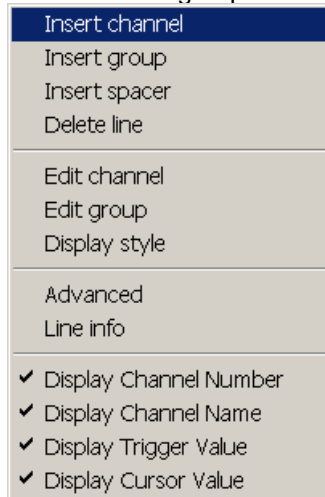 Insert channel
Insert group
Insert spacer
Delete line
Edit channel
Edit group
Display style
Advanced
Line info
Display Channel Number
Display Channel Name
Display Trigger Value
Display Cursor Value